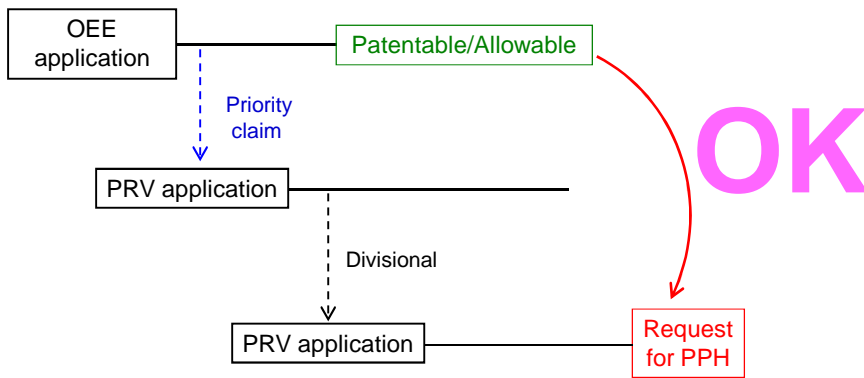 OEE
application
Patentable/Allowable
Priority
claim
OK
PRV application
Divisional
PRV application
Request
for PPH